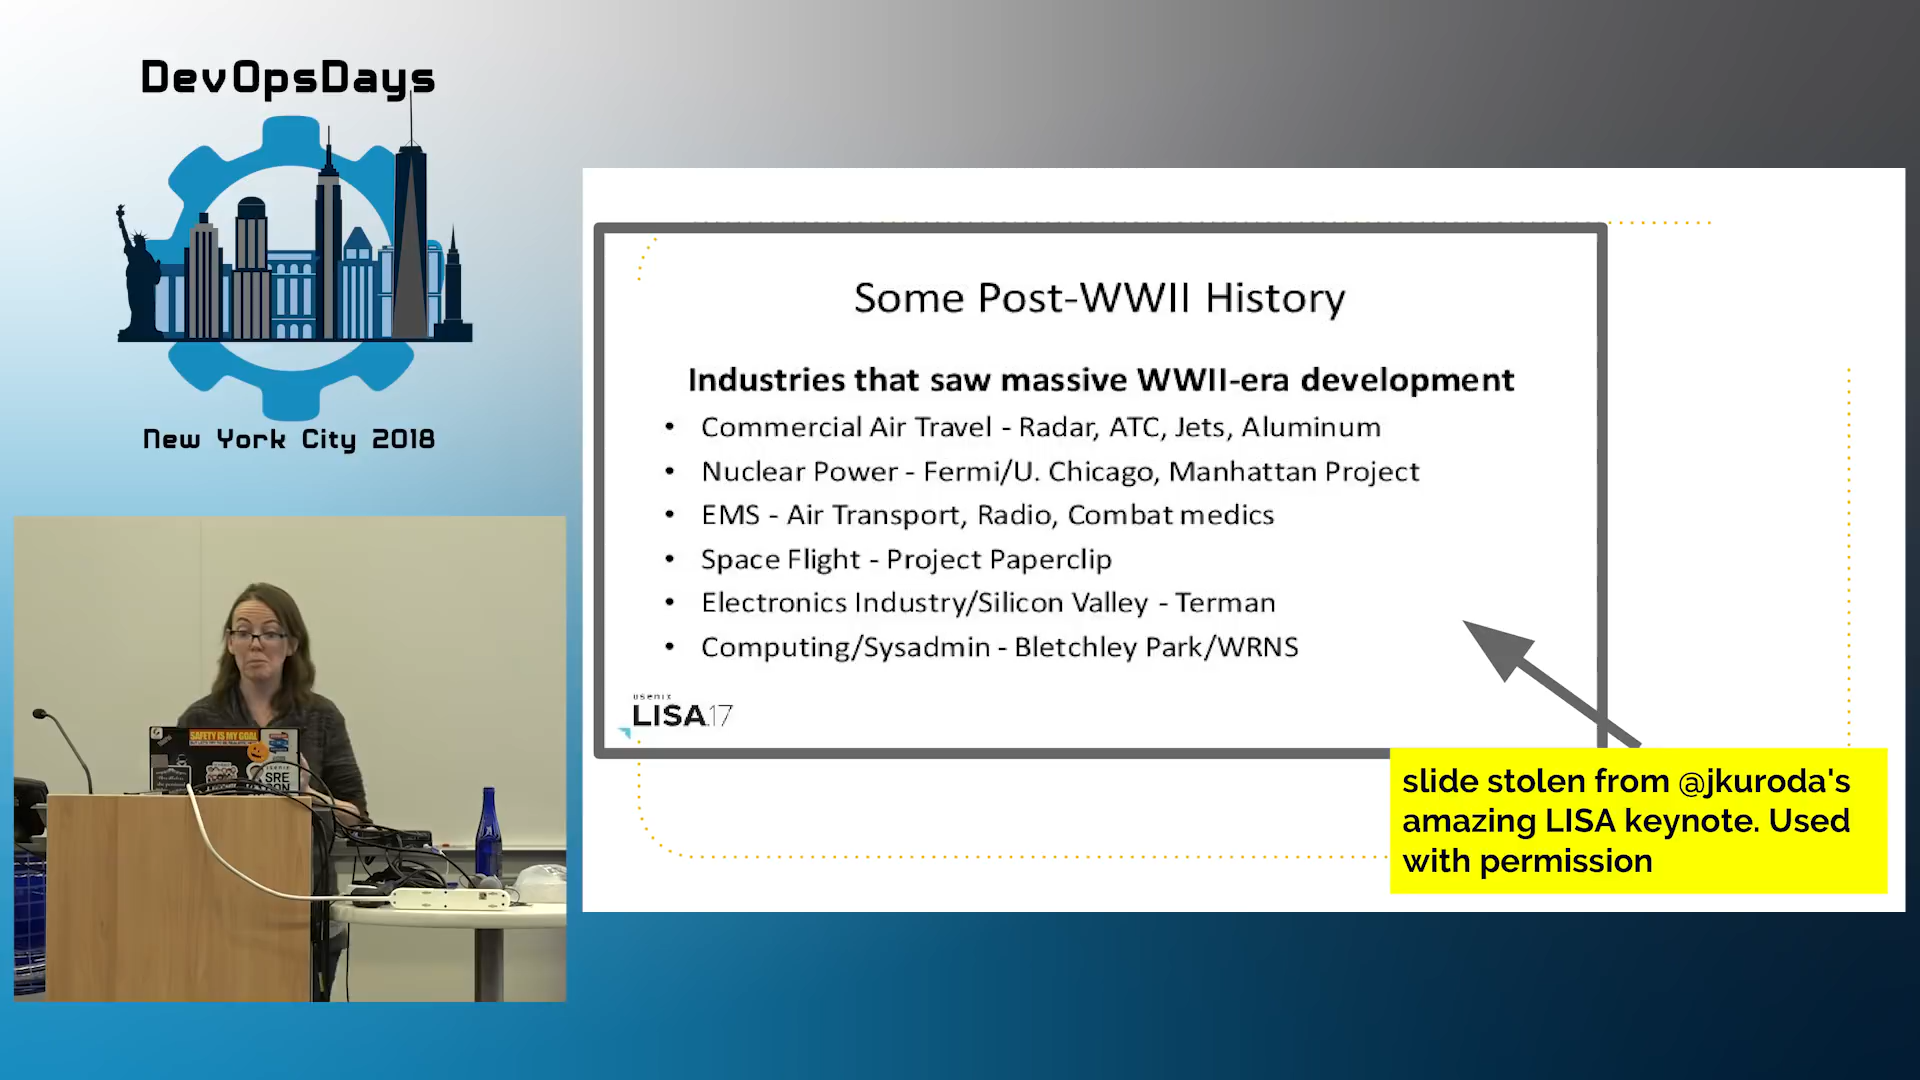 DevOpsDays
New York City 2018
Some Post-WWII History
Industries that saw massive WWII-era development
• Commercial Air Travel - Radar, ATC, Jets, Aluminum
• Nuclear Power - Fermi/U. Chicago, Manhattan Project
• EMS - Air Transport, Radio, Combat medics
• Space Flight - Project Paperclip
• Electronics Industry/Silicon Valley - Terman
• Computing/Sysadmin - Bletchley Park/WRNS
usenix
LISA17
slide stolen from @jkuroda's
amazing LISA keynote. Used
with permission
SAFETY IS MY GOAL
usenix
SRE
CON